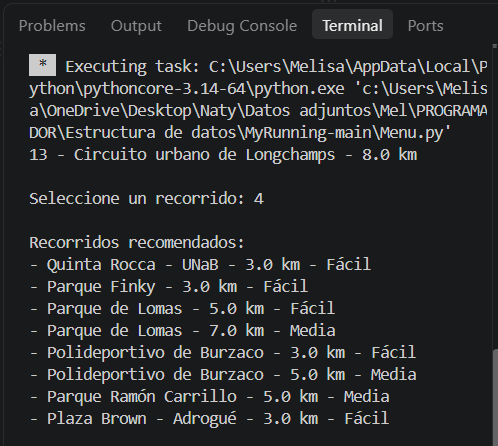 Problems Output Debug Console Terminal Ports
* Executing task: C:\Users\Melisa\AppData\Local\P
ython\pythoncore-3.14-64\python.exe 'c:\Users\Melis
a\OneDrive\Desktop\Naty\Datos adjuntos\Mel\PROGRAMA
DOR\Estructura de datos\MyRunning-main\Menu.py'
13 - Circuito urbano de Longchamps - 8.0 km
Seleccione un recorrido: 4
Recorridos recomendados:
- Quinta Rocca - UNaB - 3.0 km - Fácil
- Parque Finky - 3.0 km - Fácil
- Parque de Lomas - 5.0 km - Fácil
- Parque de Lomas - 7.0 km - Media
- Polideportivo de Burzaco - 3.0 km - Fácil
- Polideportivo de Burzaco - 5.0 km - Media
- Parque Ramón Carrillo - 5.0 km - Media
- Plaza Brown - Adrogué - 3.0 km - Fácil